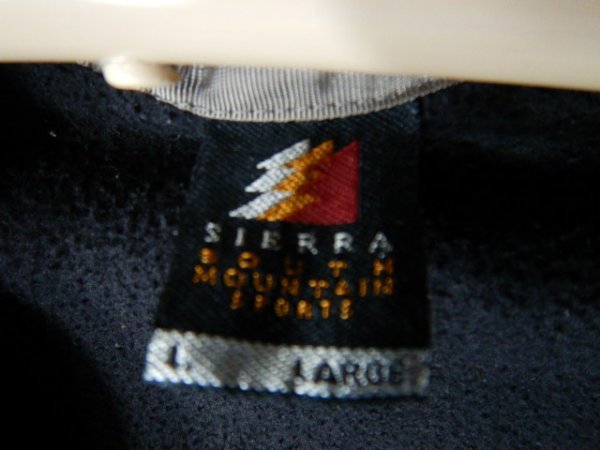 SIERRA
SOUTH
MOUNTAIN
SPORTS
L LARGE